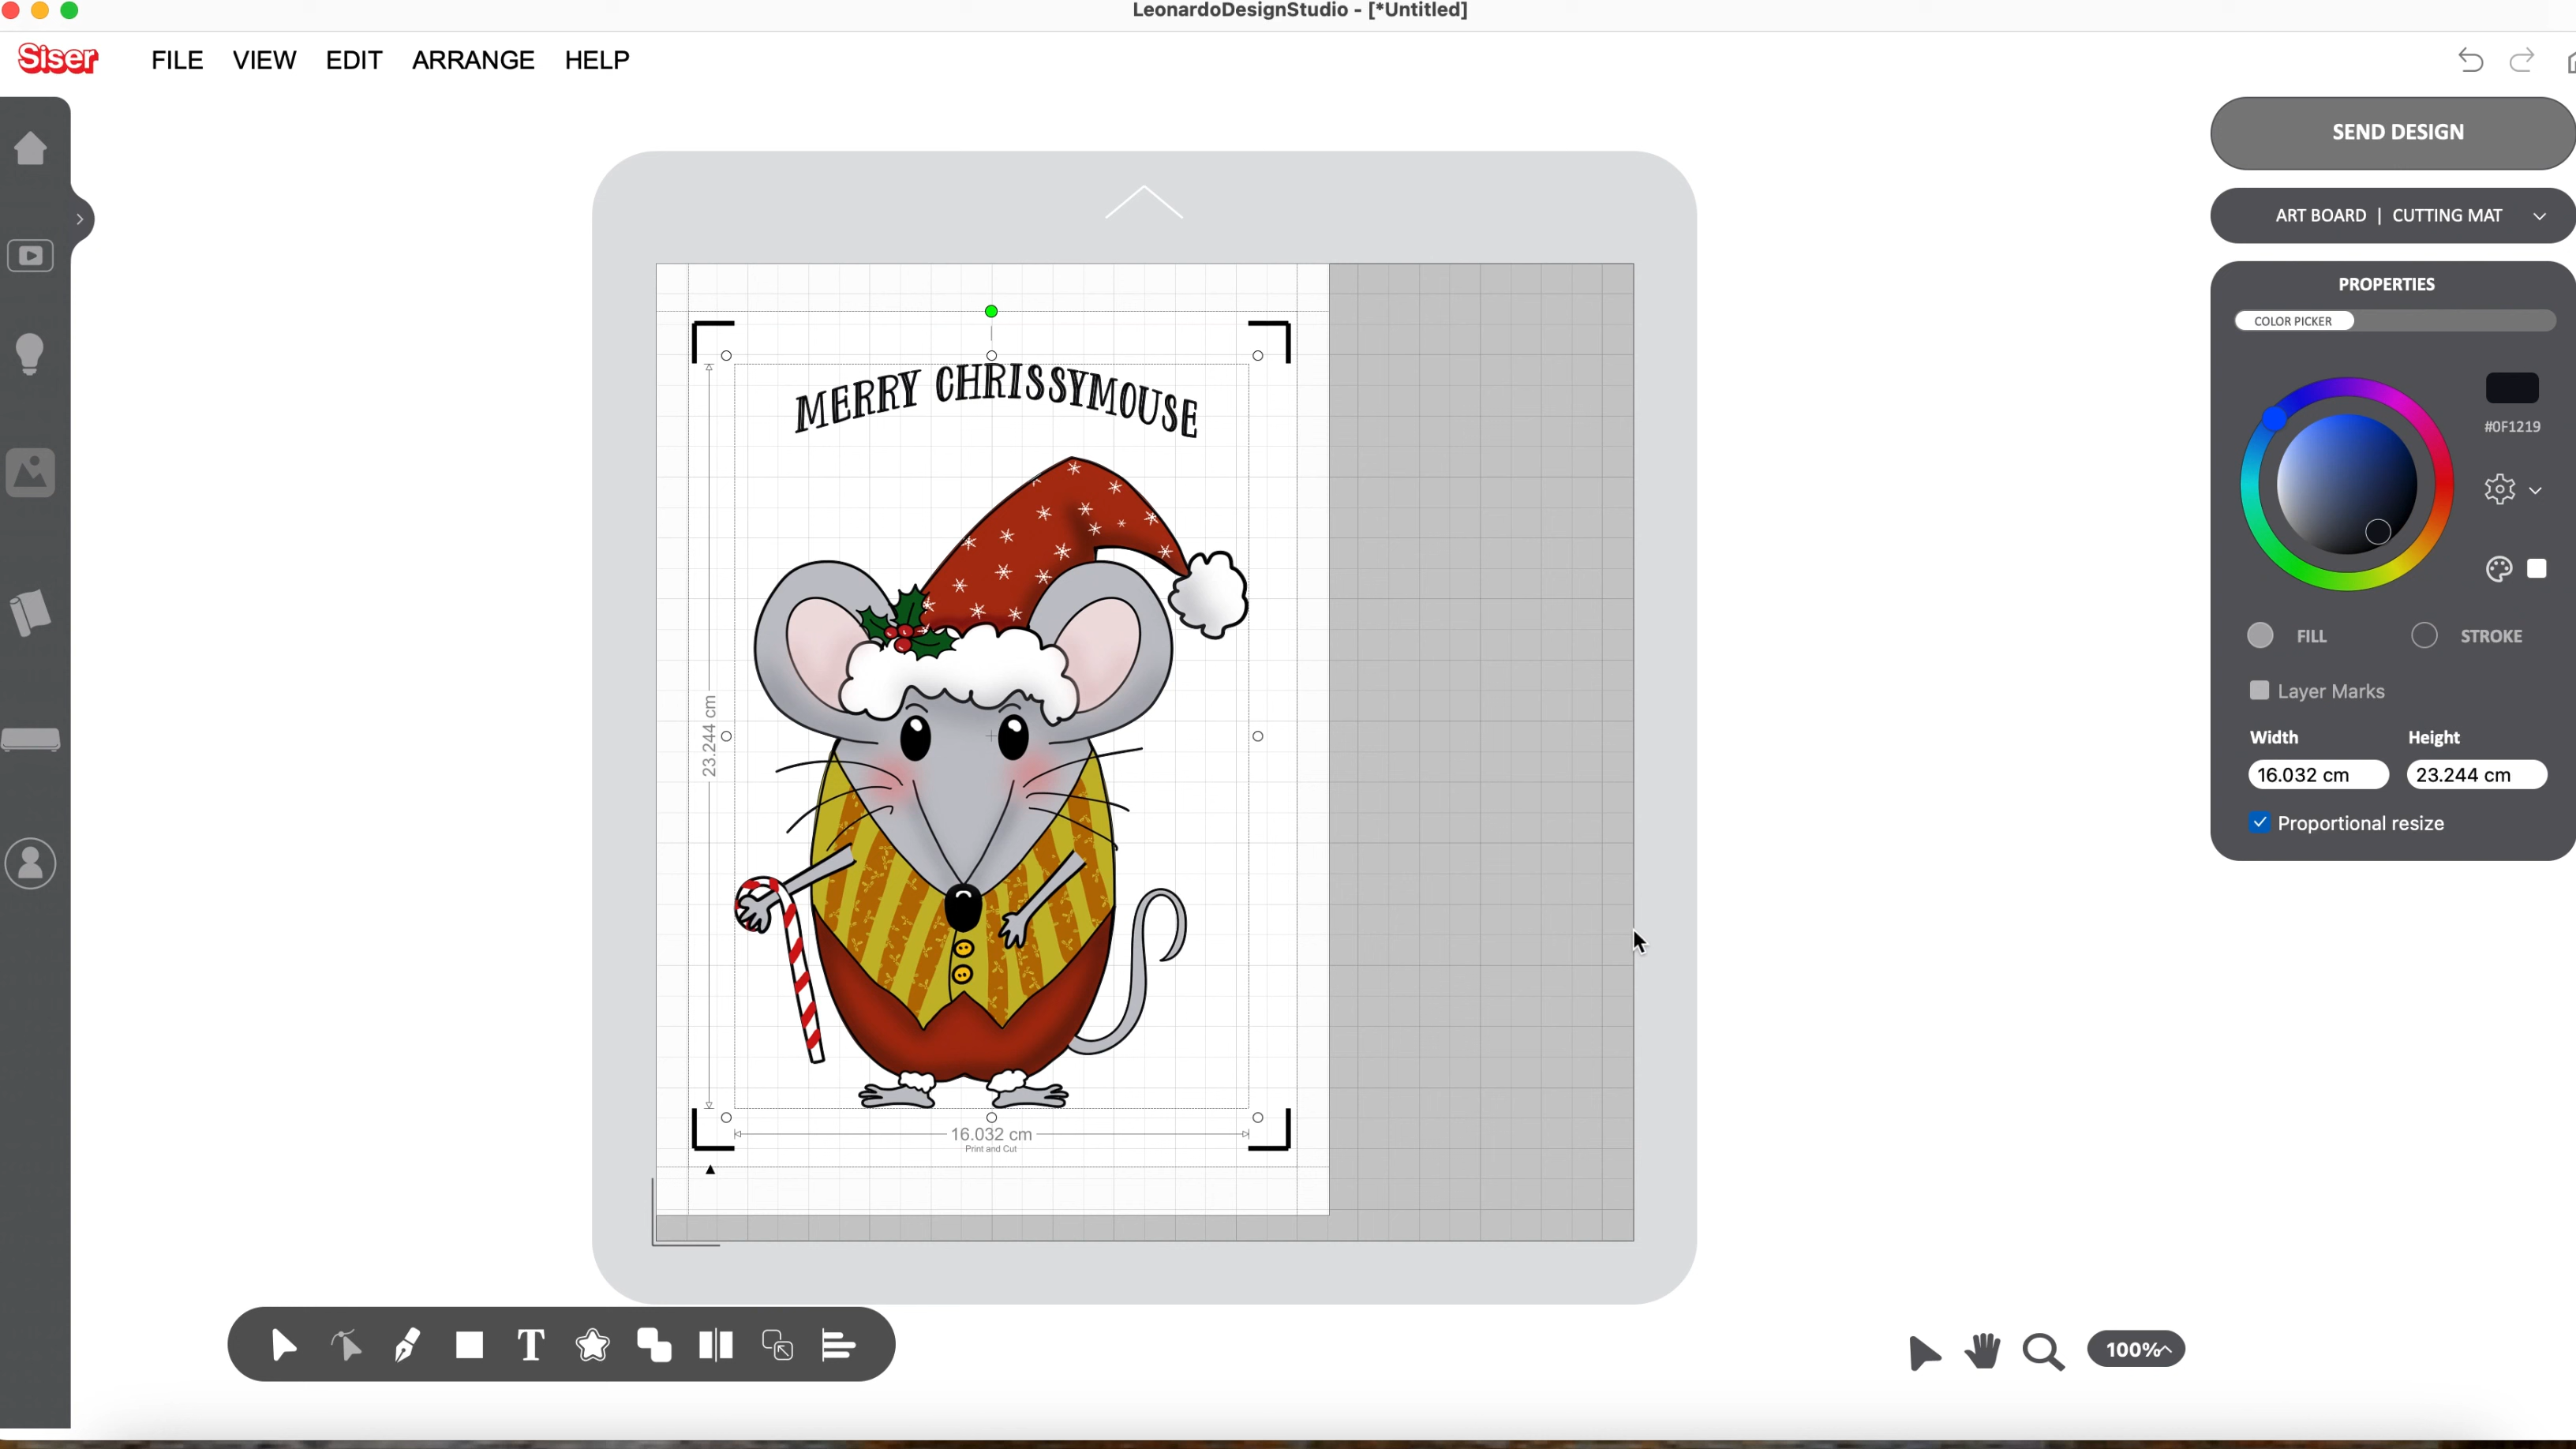 LeonardoDesignStudio - [*Untitled]
Siser
FILE VIEW EDIT ARRANGE HELP
SEND DESIGN
ART BOARD | CUTTING MAT
PROPERTIES
COLOR PICKER
#0F1219
FILL STROKE
Layer Marks
Width Height
16.032 cm 23.244 cm
Proportional resize
MERRY CHRISSYMOUSE
23.244 cm
16.032 cm
Print and Cut
T
100%